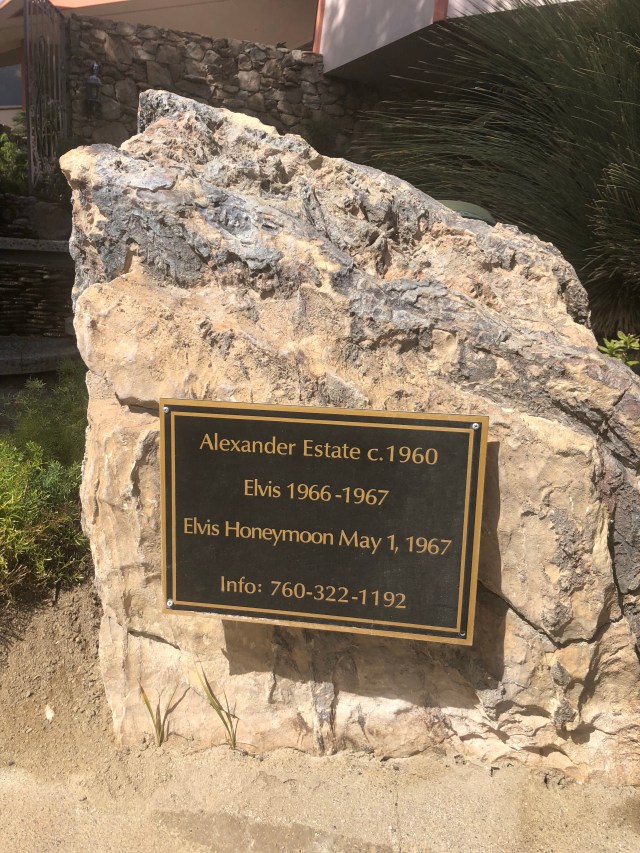 Alexander Estate c.1960
Elvis 1966-1967
Elvis Honeymoon May 1, 1967
Info: 760-322-1192